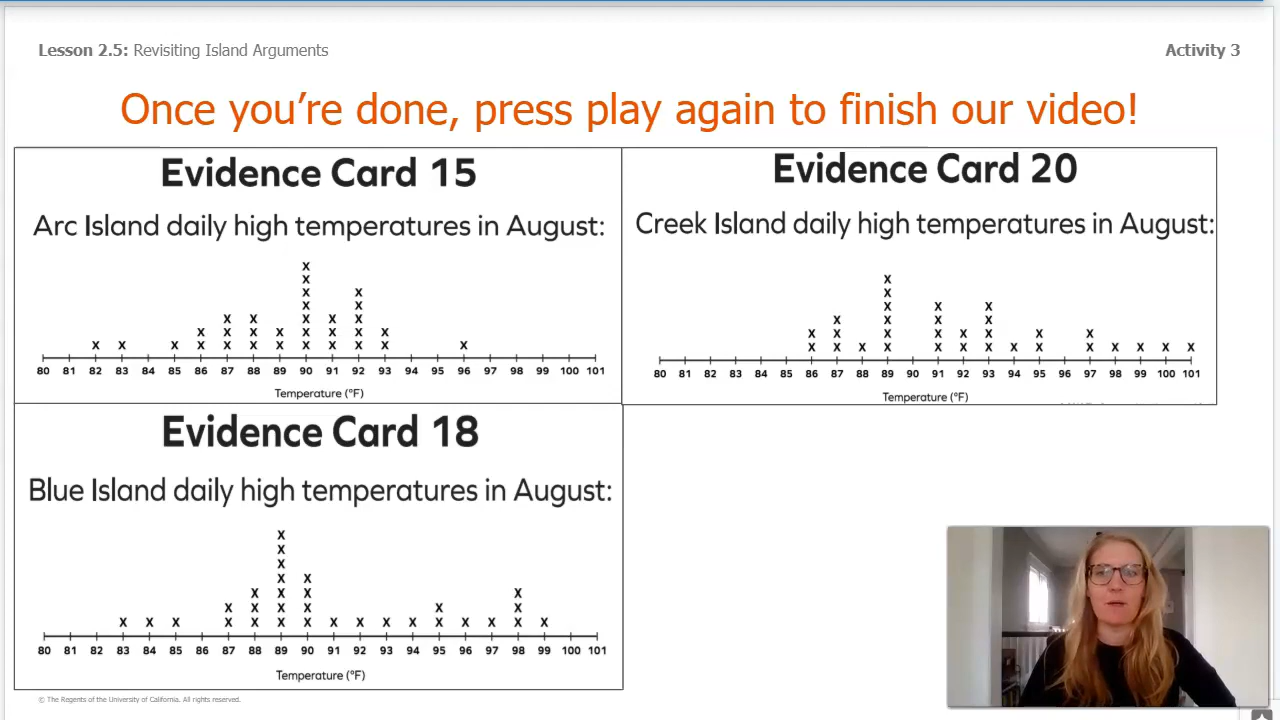 Lesson 2.5: Revisiting Island Arguments
Activity 3
Once you're done, press play again to finish our video!
Evidence Card 15
Arc Island daily high temperatures in August:
80 81 82 83 84 85 86 87 88 89 90 91 92 93 94 95 96 97 98 99 100 101
Temperature (°F)
Evidence Card 20
Creek Island daily high temperatures in August:
80 81 82 83 84 85 86 87 88 89 90 91 92 93 94 95 96 97 98 99 100 101
Temperature (°F)
Evidence Card 18
Blue Island daily high temperatures in August:
80 81 82 83 84 85 86 87 88 89 90 91 92 93 94 95 96 97 98 99 100 101
Temperature (°F)
© The Regents of the University of California. All rights reserved.